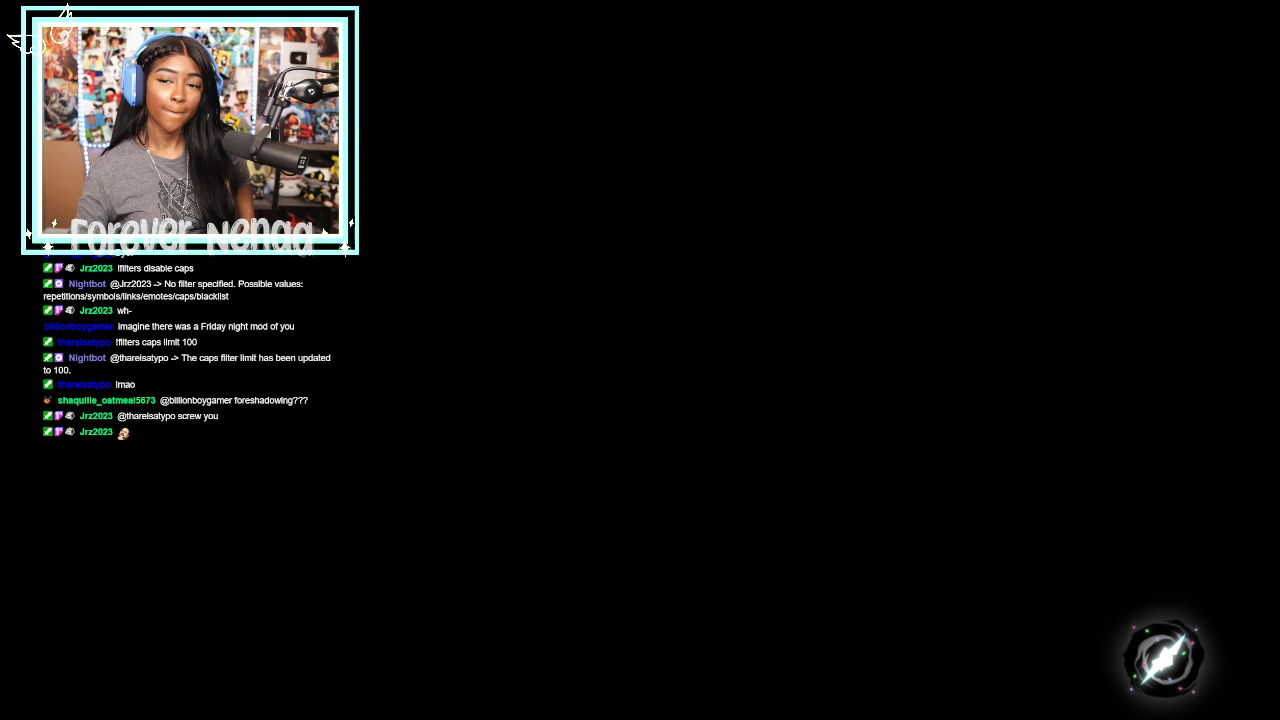 Forever Nenaa
Jrz2023 !filters disable caps
Nightbot @Jrz2023 -> No filter specified. Possible values:
repetitions/symbols/links/emotes/caps/blacklist
Jrz2023 wh-
billionboygamer Imagine there was a Friday night mod of you
thareisatypo !filters caps limit 100
Nightbot @thareisatypo -> The caps filter limit has been updated
to 100.
thareisatypo lmao
shaquille_oatmeal5673 @billionboygamer foreshadowing???
Jrz2023 @thareisatypo screw you
Jrz2023